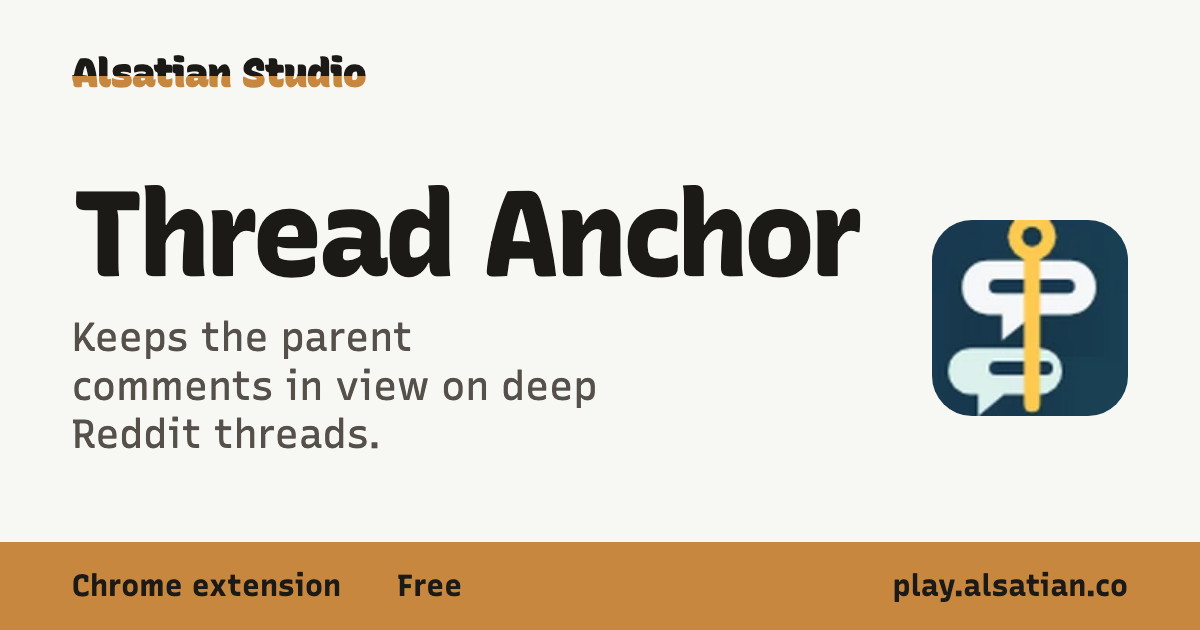 Alsatian Studio
Thread Anchor
Keeps the parent
comments in view on deep
Reddit threads.
Chrome extension Free play.alsatian.co